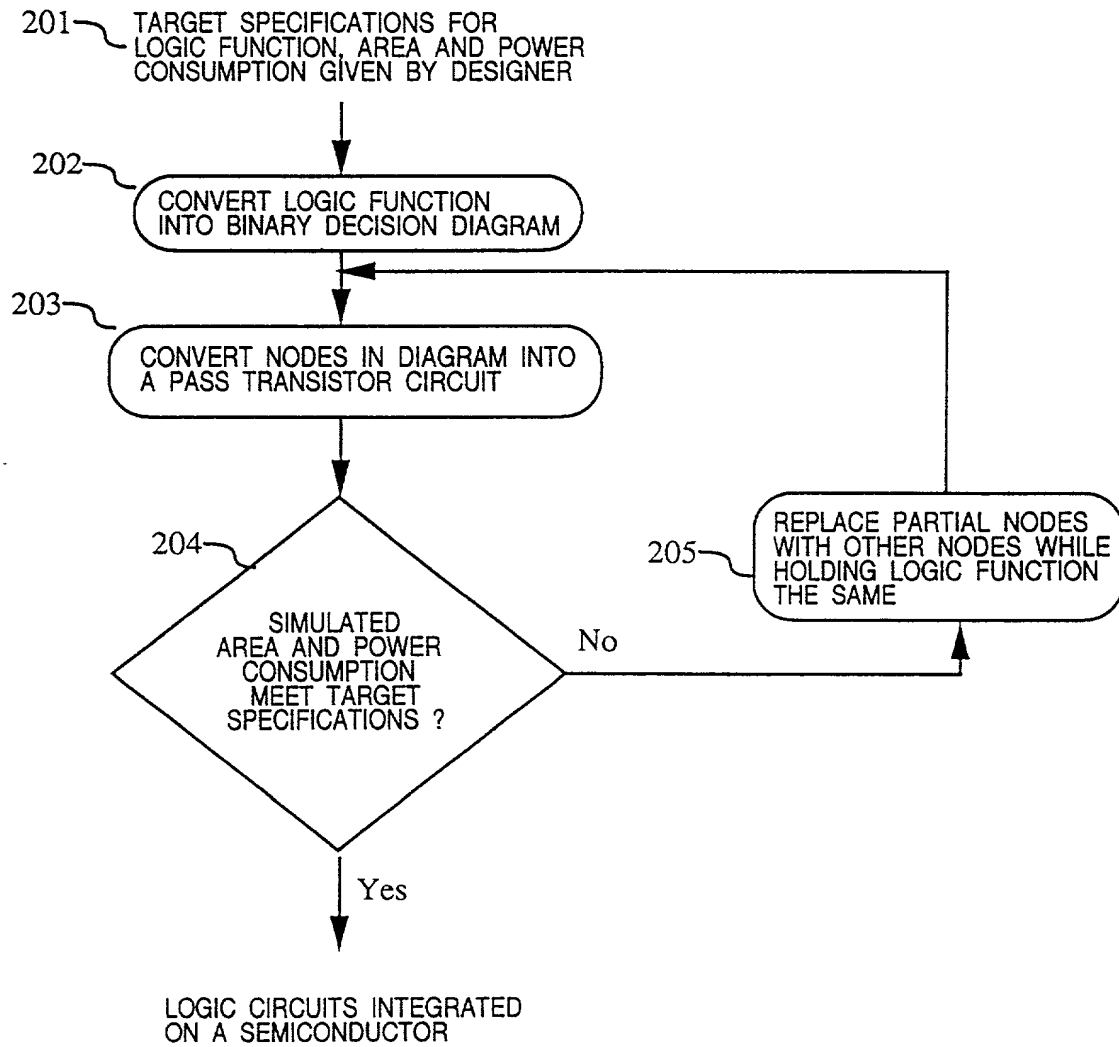 201
TARGET SPECIFICATIONS FOR
LOGIC FUNCTION, AREA AND POWER
CONSUMPTION GIVEN BY DESIGNER
202
CONVERT LOGIC FUNCTION
INTO BINARY DECISION DIAGRAM
203
CONVERT NODES IN DIAGRAM INTO
A PASS TRANSISTOR CIRCUIT
204
SIMULATED
AREA AND POWER
CONSUMPTION
MEET TARGET
SPECIFICATIONS ?
No
205
REPLACE PARTIAL NODES
WITH OTHER NODES WHILE
HOLDING LOGIC FUNCTION
THE SAME
Yes
LOGIC CIRCUITS INTEGRATED
ON A SEMICONDUCTOR